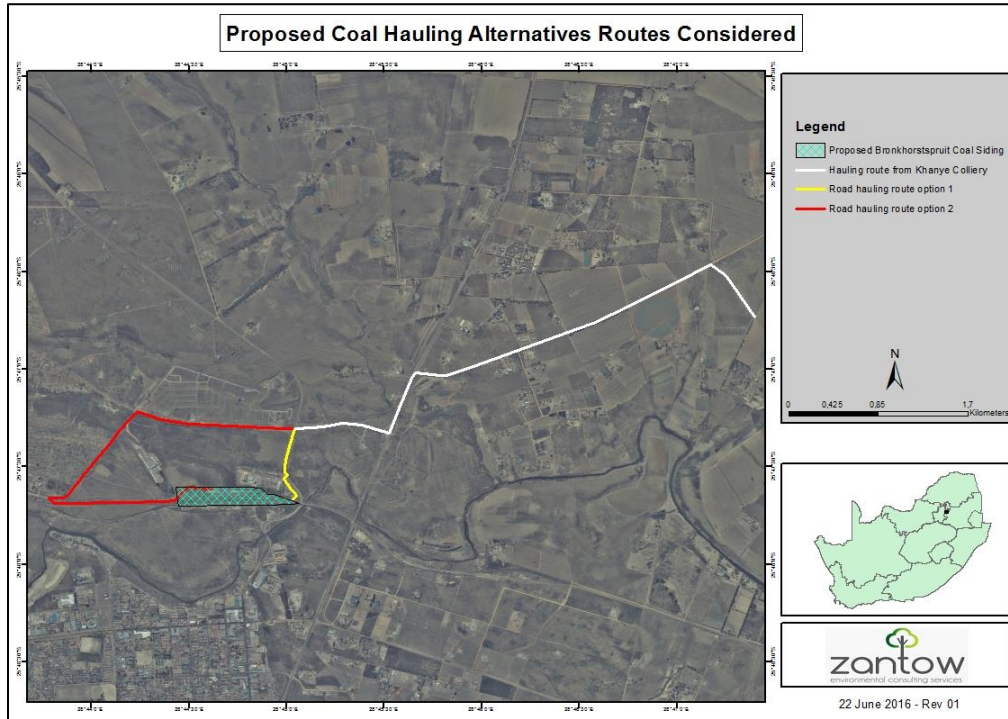 Proposed Coal Hauling Alternatives Routes Considered
Legend
Proposed Bronkhorstspruit Coal Siding
Hauling route from Khanye Colliery
Road hauling route option 1
Road hauling route option 2
N
0 0,425 0,85 1,7
Kilometers
zantow
environmental consulting services
22 June 2016 - Rev 01